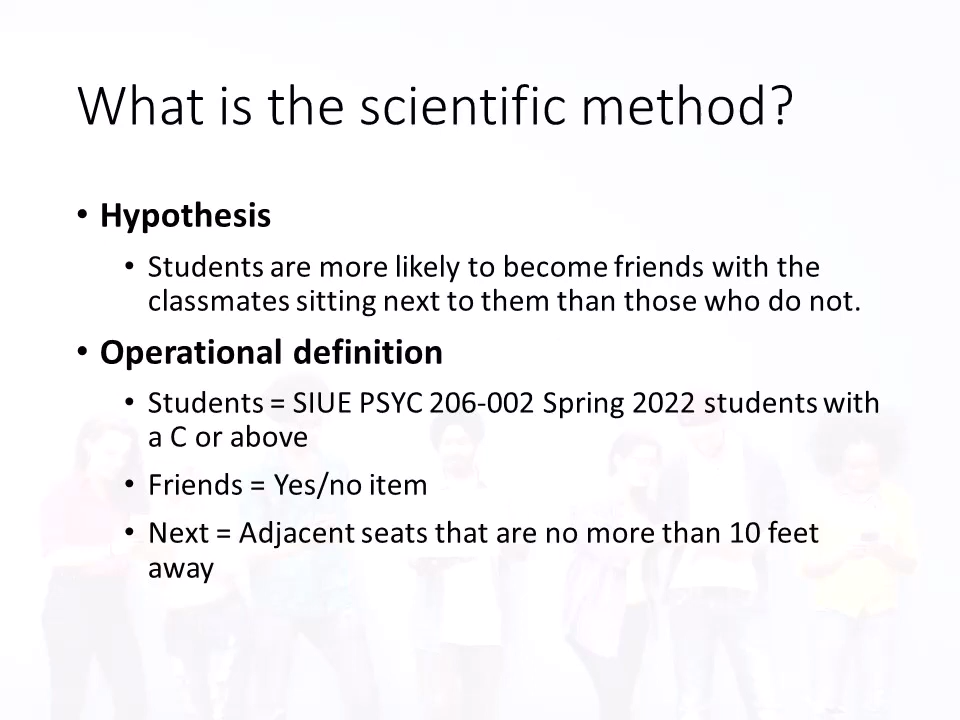 What is the scientific method?
• Hypothesis
• Students are more likely to become friends with the
classmates sitting next to them than those who do not.
• Operational definition
• Students = SIUE PSYC 206-002 Spring 2022 students with
a C or above
• Friends = Yes/no item
• Next = Adjacent seats that are no more than 10 feet
away